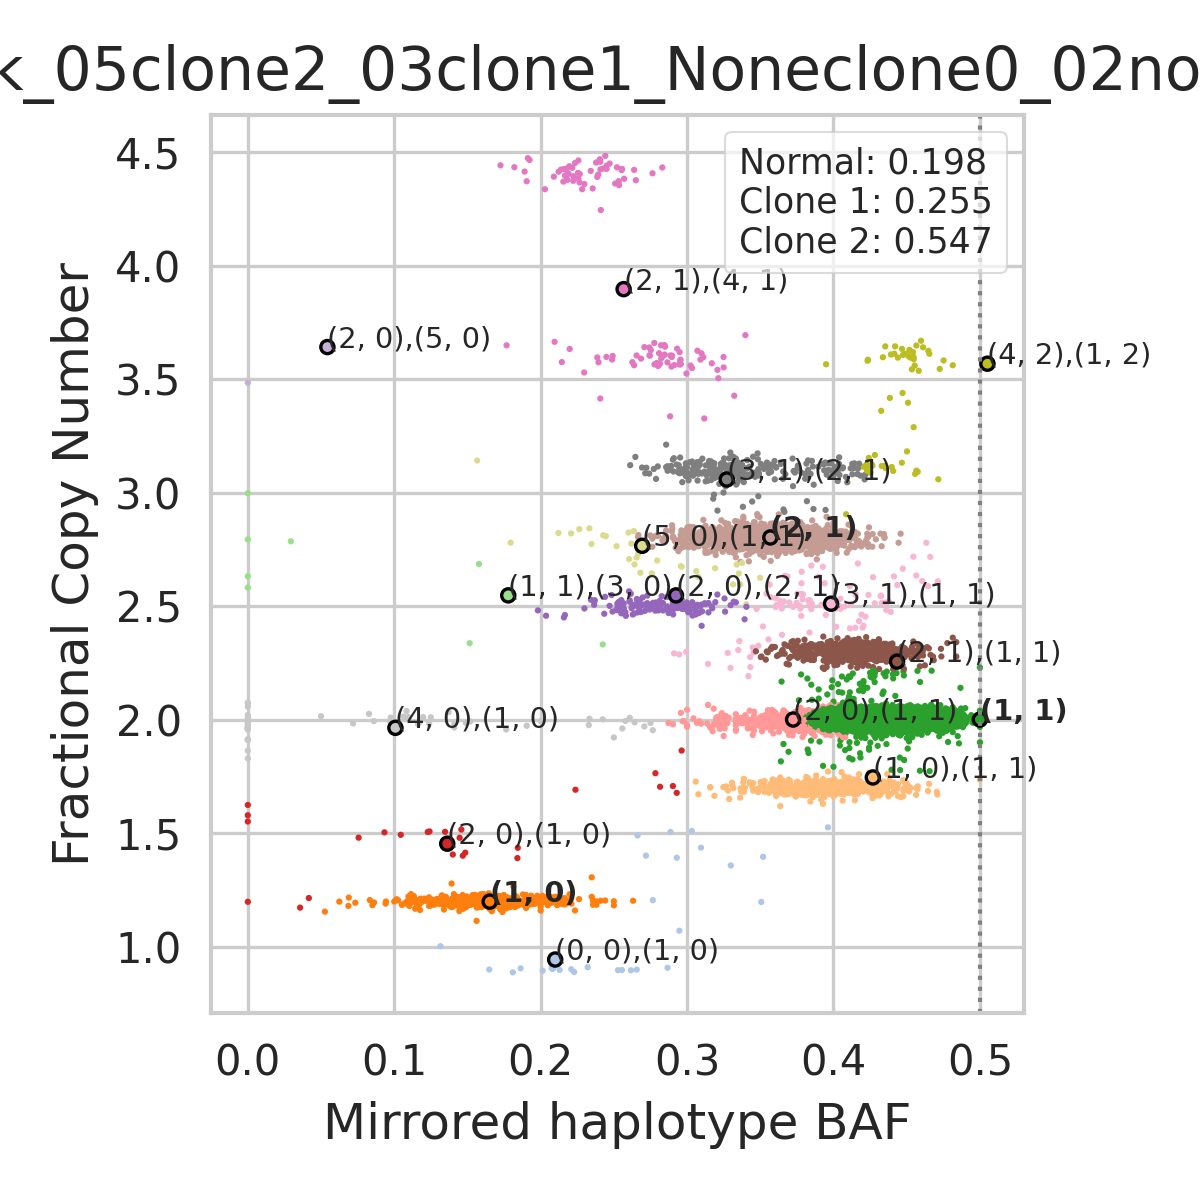 k_05clone2_03clone1_Noneclone0_02no
Normal: 0.198
Clone 1: 0.255
Clone 2: 0.547
4.5
4.0
3.5
3.0
2.5
2.0
1.5
1.0
Fractional Copy Number
(2, 1),(4, 1)
(2, 0),(5, 0)
(4, 2),(1, 2)
(3, 1),(2, 1)
(2, 1)
(5, 0),(1, 1)
(1, 1),(3, 0)
(2, 0),(2, 1)
(3, 1),(1, 1)
(2, 1),(1, 1)
(4, 0),(1, 0)
(2, 0),(1, 1)
(1, 1)
(1, 0),(1, 1)
(2, 0),(1, 0)
(1, 0)
(0, 0),(1, 0)
0.0 0.1 0.2 0.3 0.4 0.5
Mirrored haplotype BAF